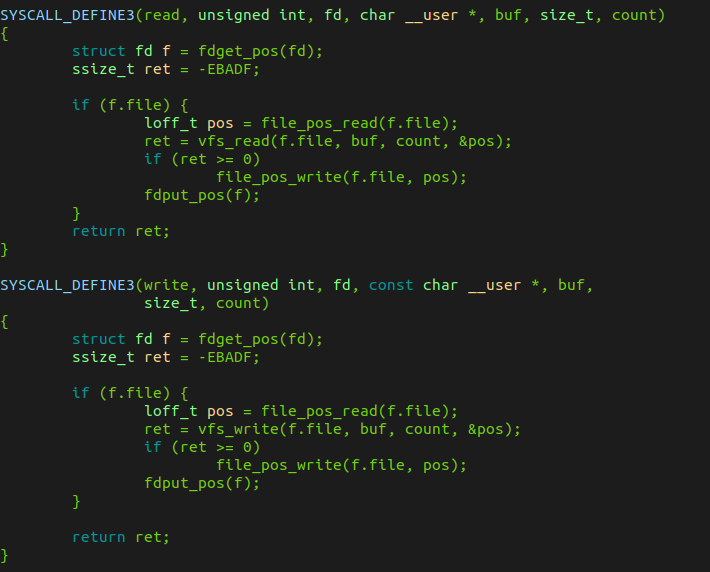 SYSCALL_DEFINE3(read, unsigned int, fd, char __user *, buf, size_t, count)
{
        struct fd f = fdget_pos(fd);
        ssize_t ret = -EBADF;

        if (f.file) {
                loff_t pos = file_pos_read(f.file);
                ret = vfs_read(f.file, buf, count, &pos);
                if (ret >= 0)
                        file_pos_write(f.file, pos);
                fdput_pos(f);
        }
        return ret;
}

SYSCALL_DEFINE3(write, unsigned int, fd, const char __user *, buf,
                size_t, count)
{
        struct fd f = fdget_pos(fd);
        ssize_t ret = -EBADF;

        if (f.file) {
                loff_t pos = file_pos_read(f.file);
                ret = vfs_write(f.file, buf, count, &pos);
                if (ret >= 0)
                        file_pos_write(f.file, pos);
                fdput_pos(f);
        }

        return ret;
}